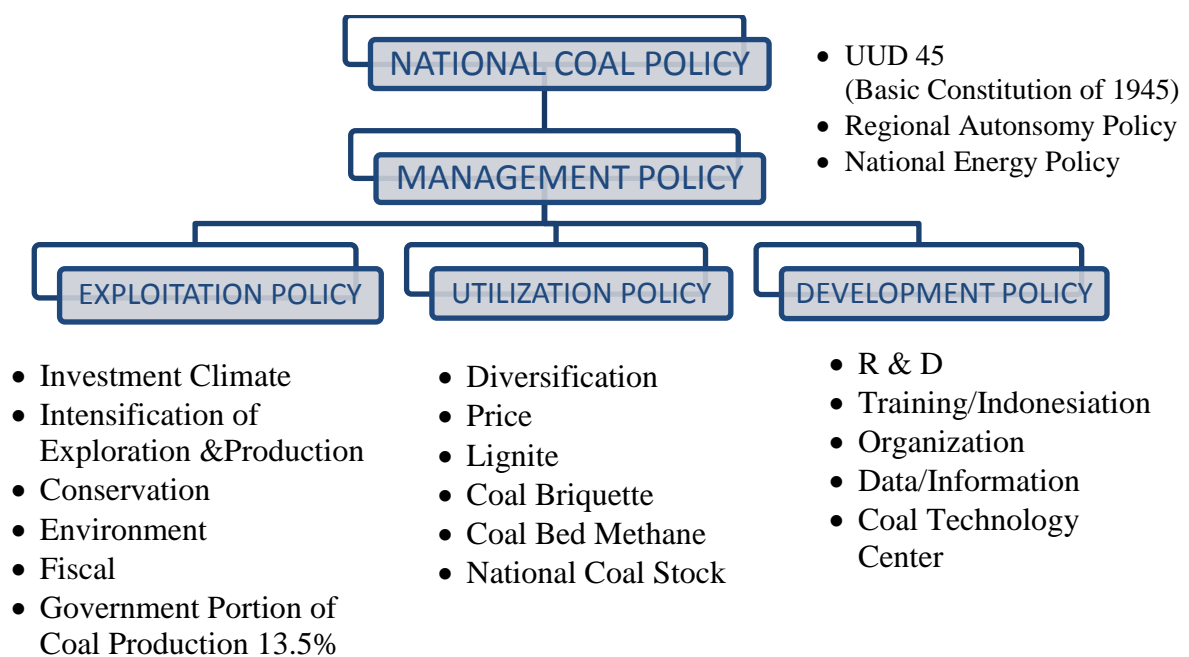 NATIONAL COAL POLICY
• UUD 45
(Basic Constitution of 1945)
• Regional Autonsomy Policy
• National Energy Policy
MANAGEMENT POLICY
EXPLOITATION POLICY
UTILIZATION POLICY
DEVELOPMENT POLICY
• Investment Climate
• Intensification of
Exploration &Production
• Conservation
• Environment
• Fiscal
• Government Portion of
Coal Production 13.5%
• Diversification
• Price
• Lignite
• Coal Briquette
• Coal Bed Methane
• National Coal Stock
• R & D
• Training/Indonesiation
• Organization
• Data/Information
• Coal Technology
Center